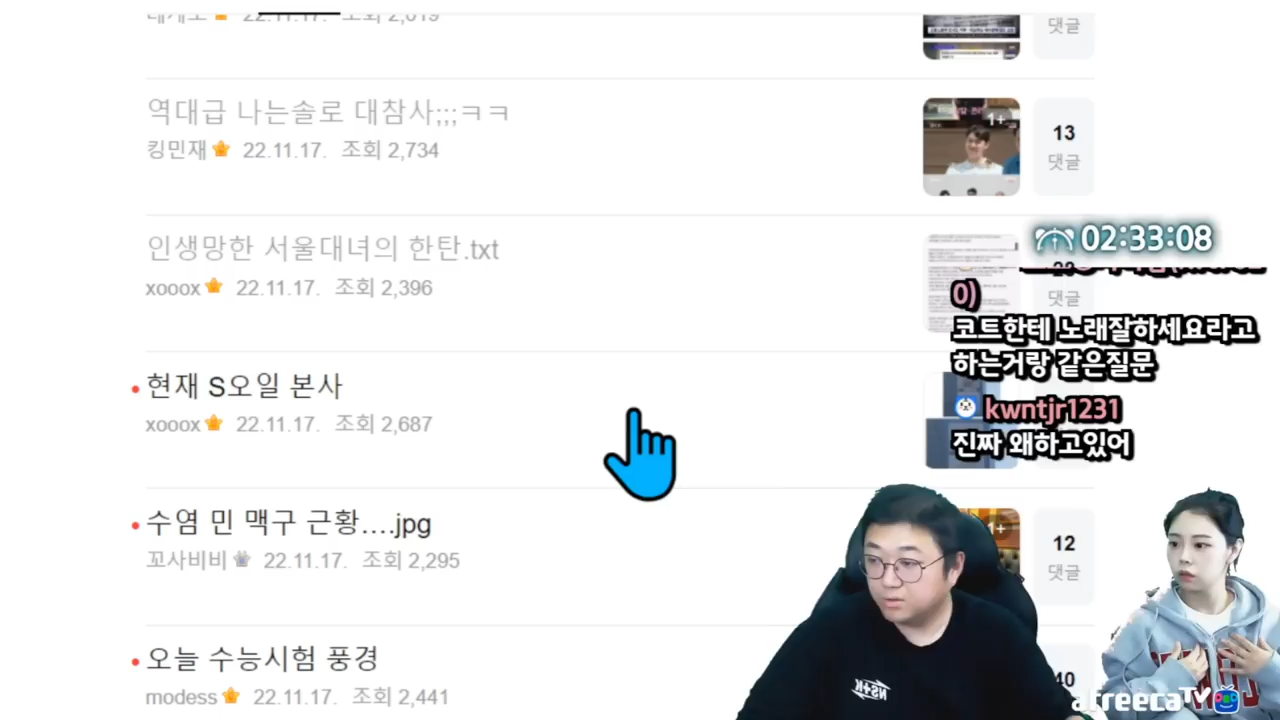 역대급 나는솔로 대참사;;;ㅋㅋ
킹민재 22.11.17. 조회 2,734
13
댓글
댓글
인생망한 서울대녀의 한탄.txt
xooox 22.11.17. 조회 2,396
댓글
02:33:08
이)
코트한테 노래잘하세요라고
하는거랑 같은질문
kwntjr1231
진짜 왜하고있어
현재 S오일 본사
xooox 22.11.17. 조회 2,687
수염 민 맥구 근황....jpg
꼬사비비 22.11.17. 조회 2,295
12
댓글
오늘 수능시험 풍경
modess 22.11.17. 조회 2,441
40
afreecaTV